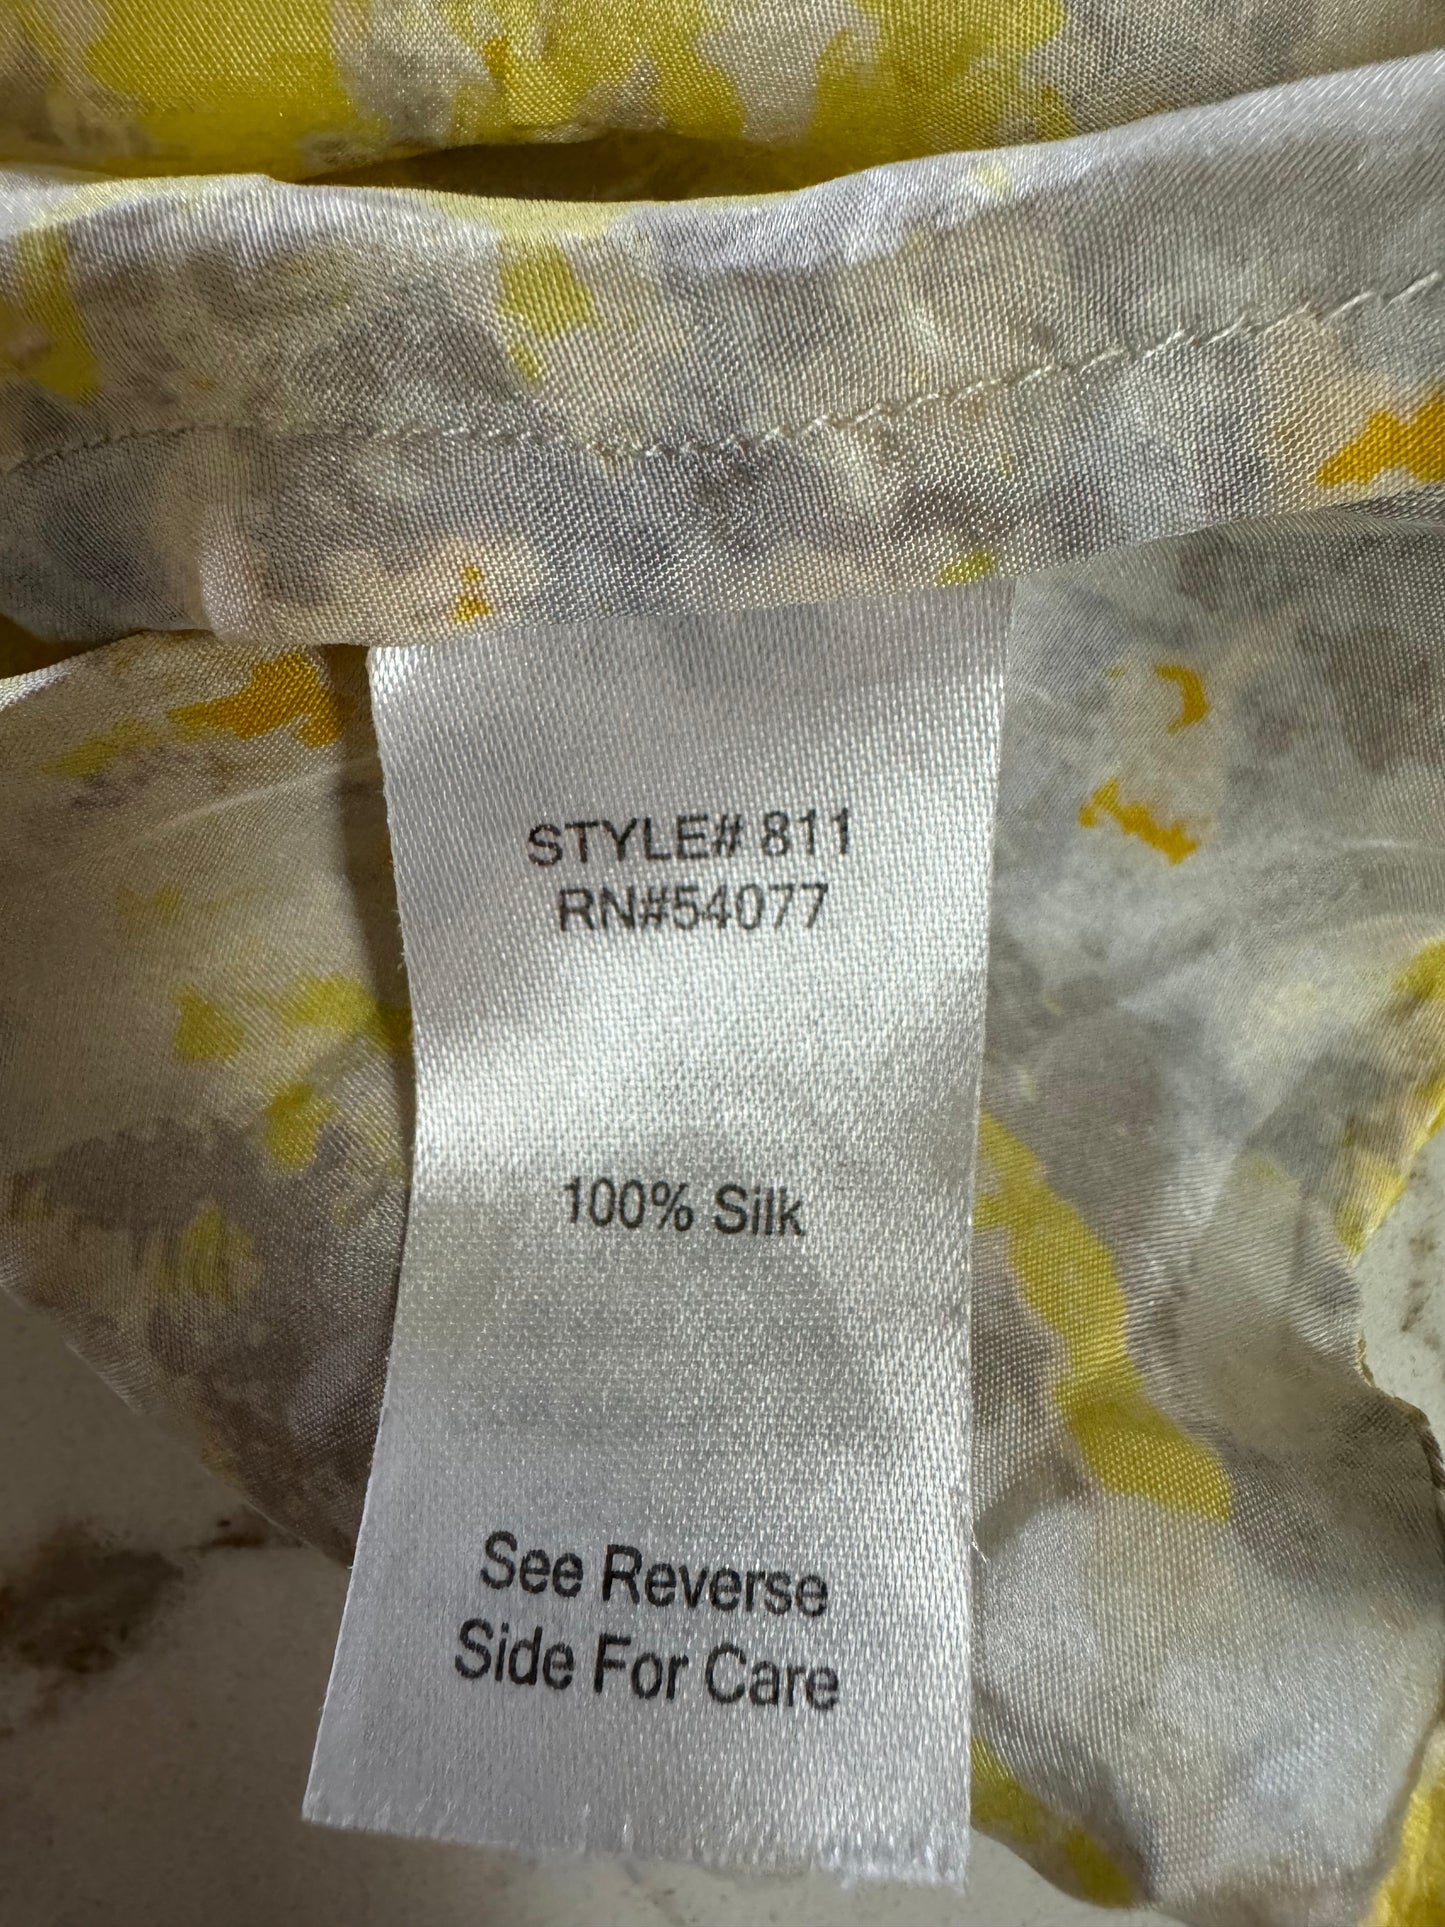 STYLE# 811
RN#54077
100% Silk
See Reverse
Side For Care